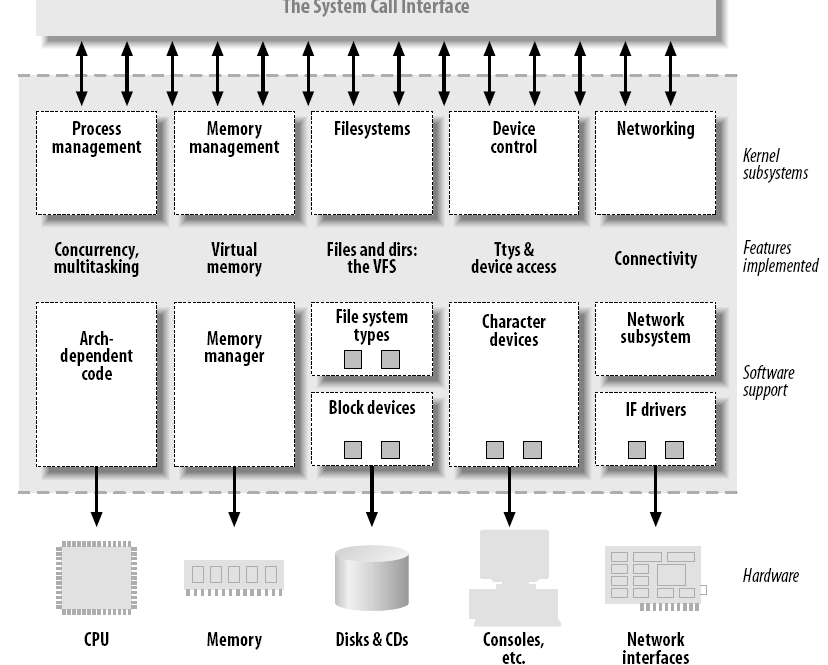 The System Call Interface
Process
management
Memory
management
Filesystems
Device
control
Networking
Kernel
subsystems
Concurrency,
multitasking
Virtual
memory
Files and dirs:
the VFS
Ttys &
device access
Connectivity
Features
implemented
Arch-
dependent
code
Memory
manager
File system
types
Block devices
Character
devices
Network
subsystem
IF drivers
Software
support
Hardware
CPU
Memory
Disks & CDs
Consoles,
etc.
Network
interfaces